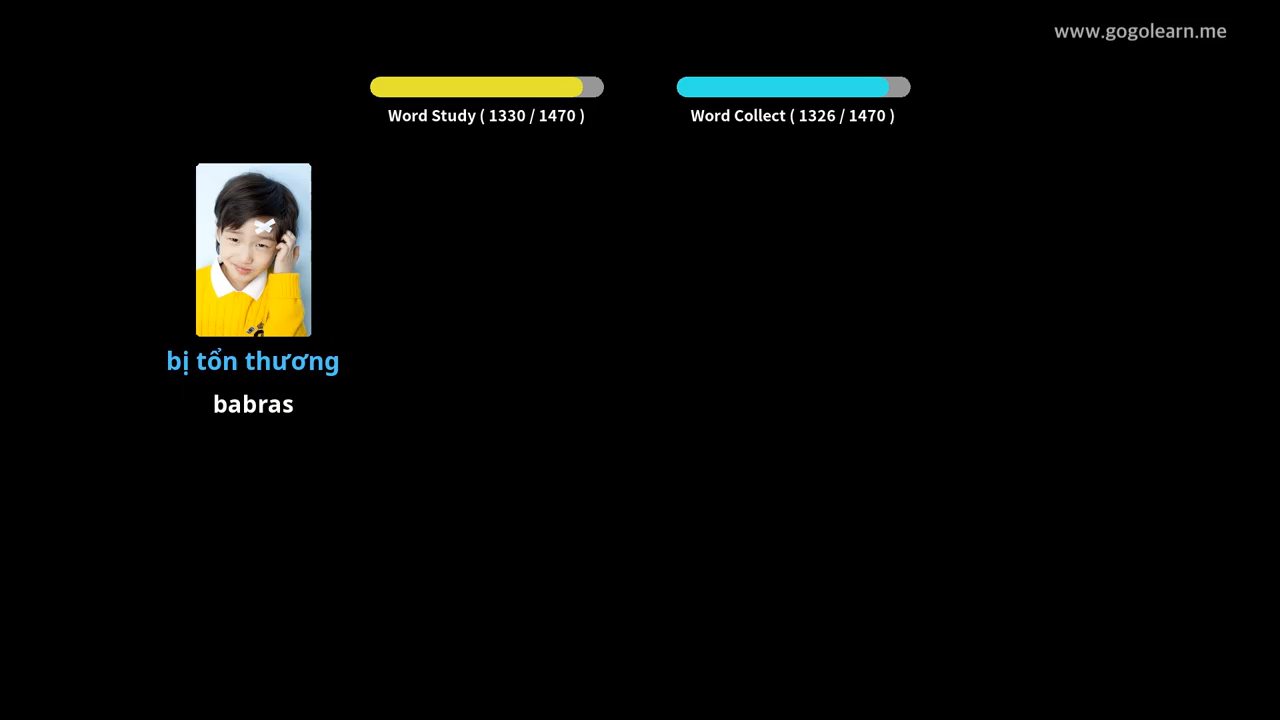 www.gogolearn.me
Word Study ( 1330 / 1470 )
Word Collect ( 1326 / 1470 )
bị tổn thương
babras